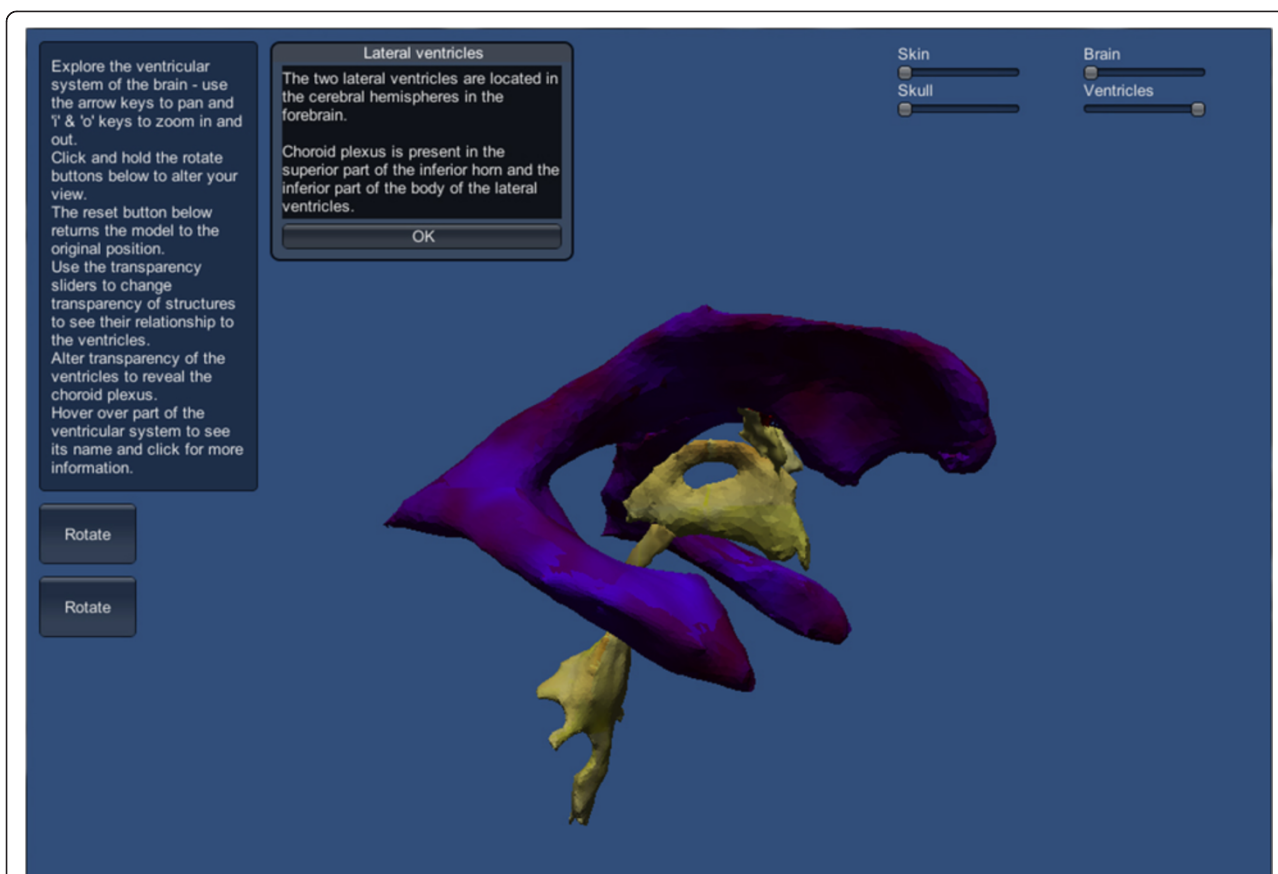 Explore the ventricular
system of the brain - use
the arrow keys to pan and
'i' & 'o' keys to zoom in and
out.
Click and hold the rotate
buttons below to alter your
view.
The reset button below
returns the model to the
original position.
Use the transparency
sliders to change
transparency of structures
to see their relationship to
the ventricles.
Alter transparency of the
ventricles to reveal the
choroid plexus.
Hover over part of the
ventricular system to see
its name and click for more
information.
Rotate
Rotate
Lateral ventricles
The two lateral ventricles are located in
the cerebral hemispheres in the
forebrain.
Choroid plexus is present in the
superior part of the inferior horn and the
inferior part of the body of the lateral
ventricles.
OK
Skin
Skull
Brain
Ventricles